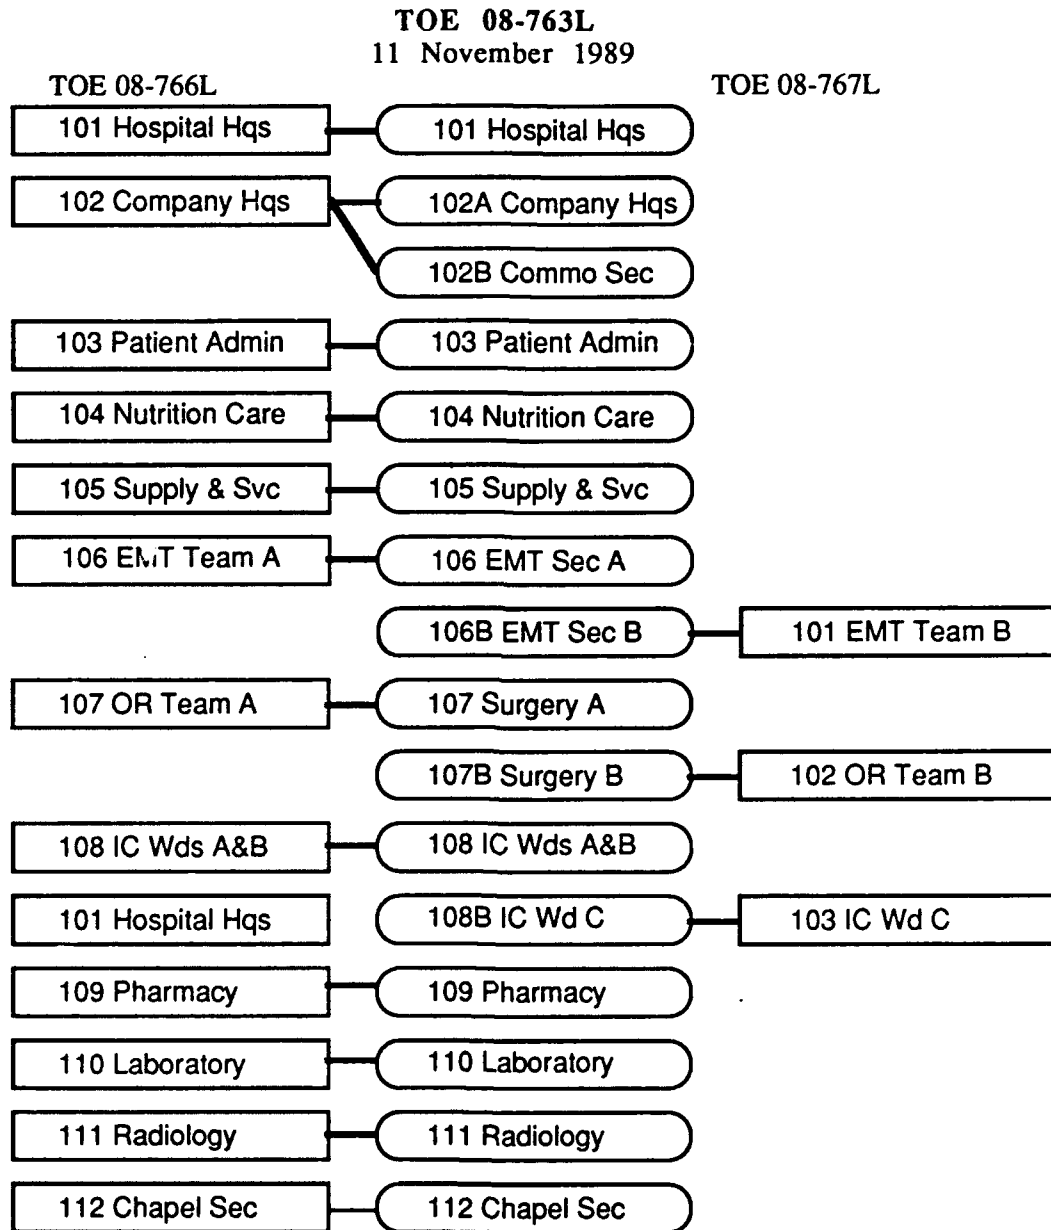 TOE 08-763L
11 November 1989
TOE 08-766L
TOE 08-767L
101 Hospital Hqs
101 Hospital Hqs
102 Company Hqs
102A Company Hqs
102B Commo Sec
103 Patient Admin
103 Patient Admin
104 Nutrition Care
104 Nutrition Care
105 Supply & Svc
105 Supply & Svc
106 EMT Team A
106 EMT Sec A
106B EMT Sec B
101 EMT Team B
107 OR Team A
107 Surgery A
107B Surgery B
102 OR Team B
108 IC Wds A&B
108 IC Wds A&B
101 Hospital Hqs
108B IC Wd C
103 IC Wd C
109 Pharmacy
109 Pharmacy
110 Laboratory
110 Laboratory
111 Radiology
111 Radiology
112 Chapel Sec
112 Chapel Sec